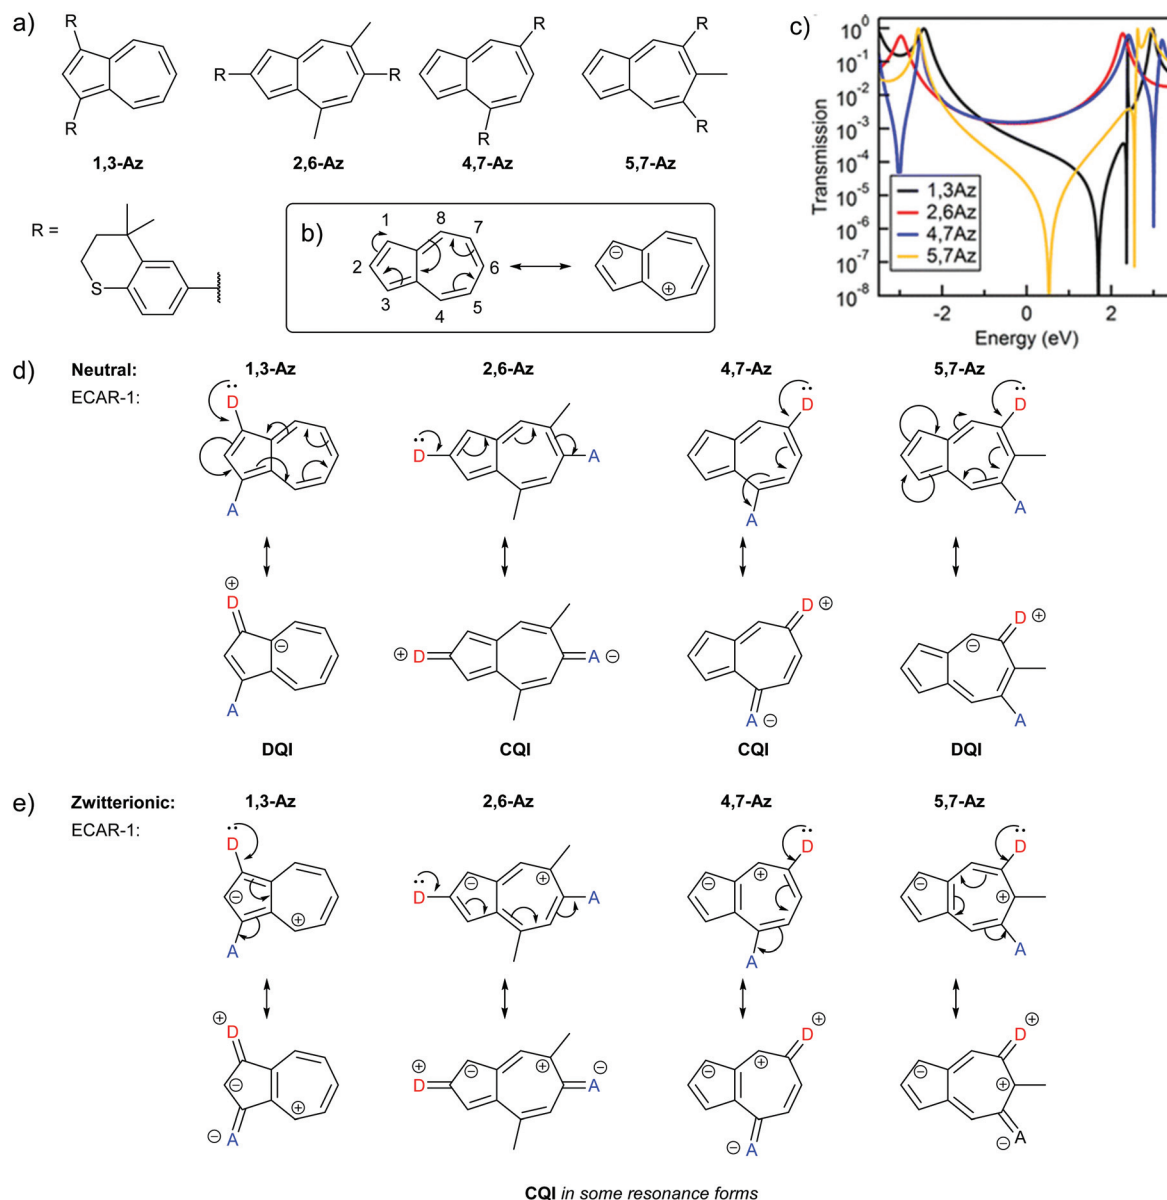 a)
R
R
1,3-Az
R
R
2,6-Az
R
R
4,7-Az
R
R
5,7-Az
R =
S
b)
1
2
3
4
5
6
7
8
⊖
⊕
c)
Transmission
10^0
10^-1
10^-2
10^-3
10^-4
10^-5
10^-6
10^-7
10^-8
1,3Az
2,6Az
4,7Az
5,7Az
-2
0
2
Energy (eV)
d)
Neutral:
ECAR-1:
1,3-Az
2,6-Az
4,7-Az
5,7-Az
D
A
D
A
D
A
D
A
⊕
D
⊖
A
⊕ D
A ⊖
D ⊕
A
⊖
D ⊕
⊖
A
DQI
CQI
CQI
DQI
e)
Zwitterionic:
ECAR-1:
1,3-Az
2,6-Az
4,7-Az
5,7-Az
D
⊖
⊕
A
D
⊖
⊕
A
D
⊖
⊕
A
D
⊖
⊕
A
⊕
D
⊖
⊕
⊖
A
⊕
D
⊖
⊕
⊖
A
⊕
D
⊖
⊕
⊖
A
⊕
D
⊖
⊕
⊖
A
CQI in some resonance forms